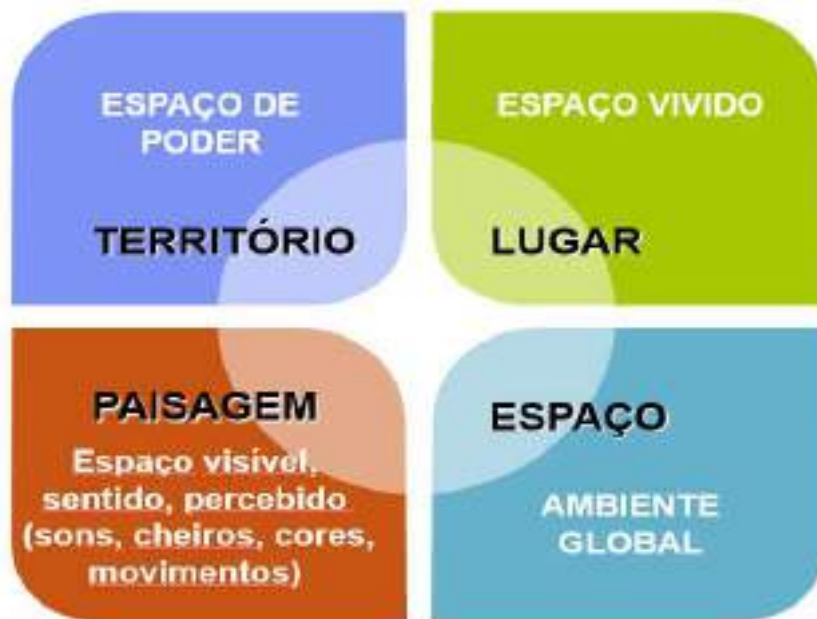 ESPAÇO DE
PODER
TERRITÓRIO
ESPAÇO VIVIDO
LUGAR
PAISAGEM
Espaço visível,
sentido, percebido
(sons, cheiros, cores,
movimentos)
ESPAÇO
AMBIENTE
GLOBAL